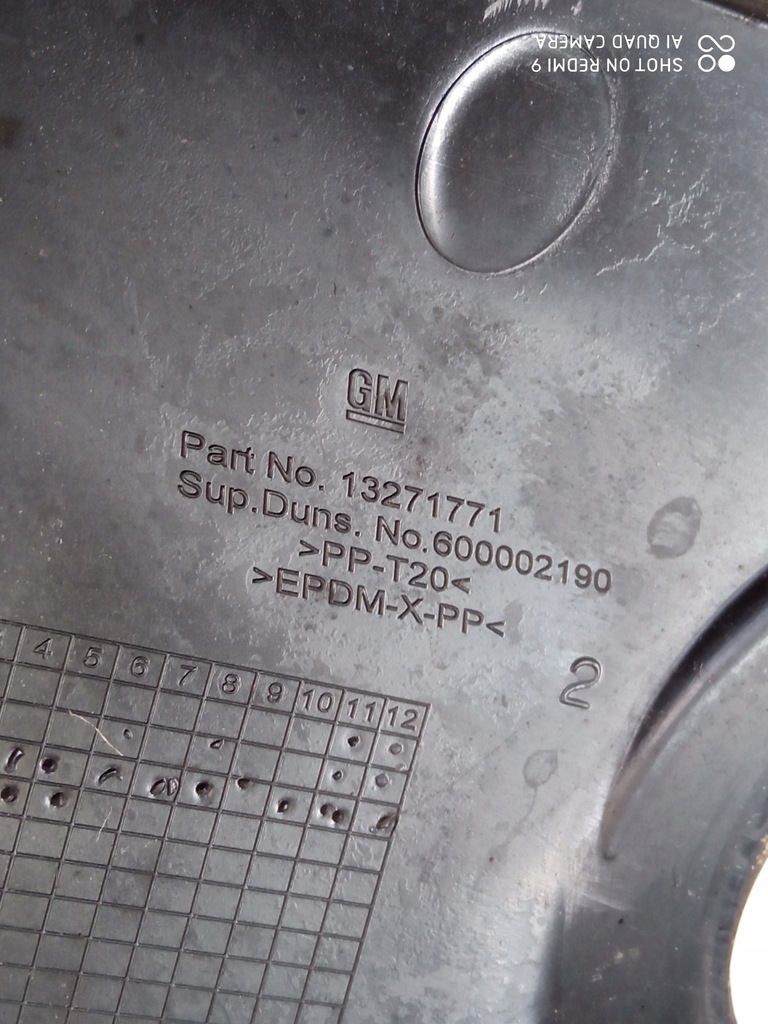 SHOT ON REDMI 9
AI QUAD CAMERA
GM
Part No. 13271771
Sup.Duns. No.600002190
>PP-T20<
>EPDM-X-PP<
2
4 5 6 7 8 9 10 11 12